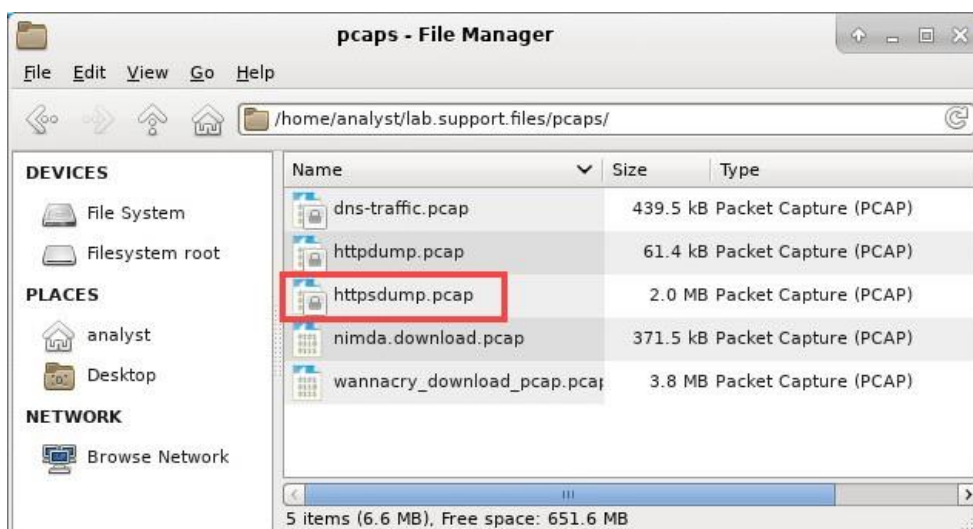 pcaps - File Manager
File Edit View Go Help
/home/analyst/lab.support.files/pcaps/
DEVICES
File System
Filesystem root
PLACES
analyst
Desktop
NETWORK
Browse Network
Name Size Type
dns-traffic.pcap 439.5 kB Packet Capture (PCAP)
httpdump.pcap 61.4 kB Packet Capture (PCAP)
httpsdump.pcap 2.0 MB Packet Capture (PCAP)
nimda.download.pcap 371.5 kB Packet Capture (PCAP)
wannacry_download_pcap.pcap 3.8 MB Packet Capture (PCAP)
5 items (6.6 MB), Free space: 651.6 MB